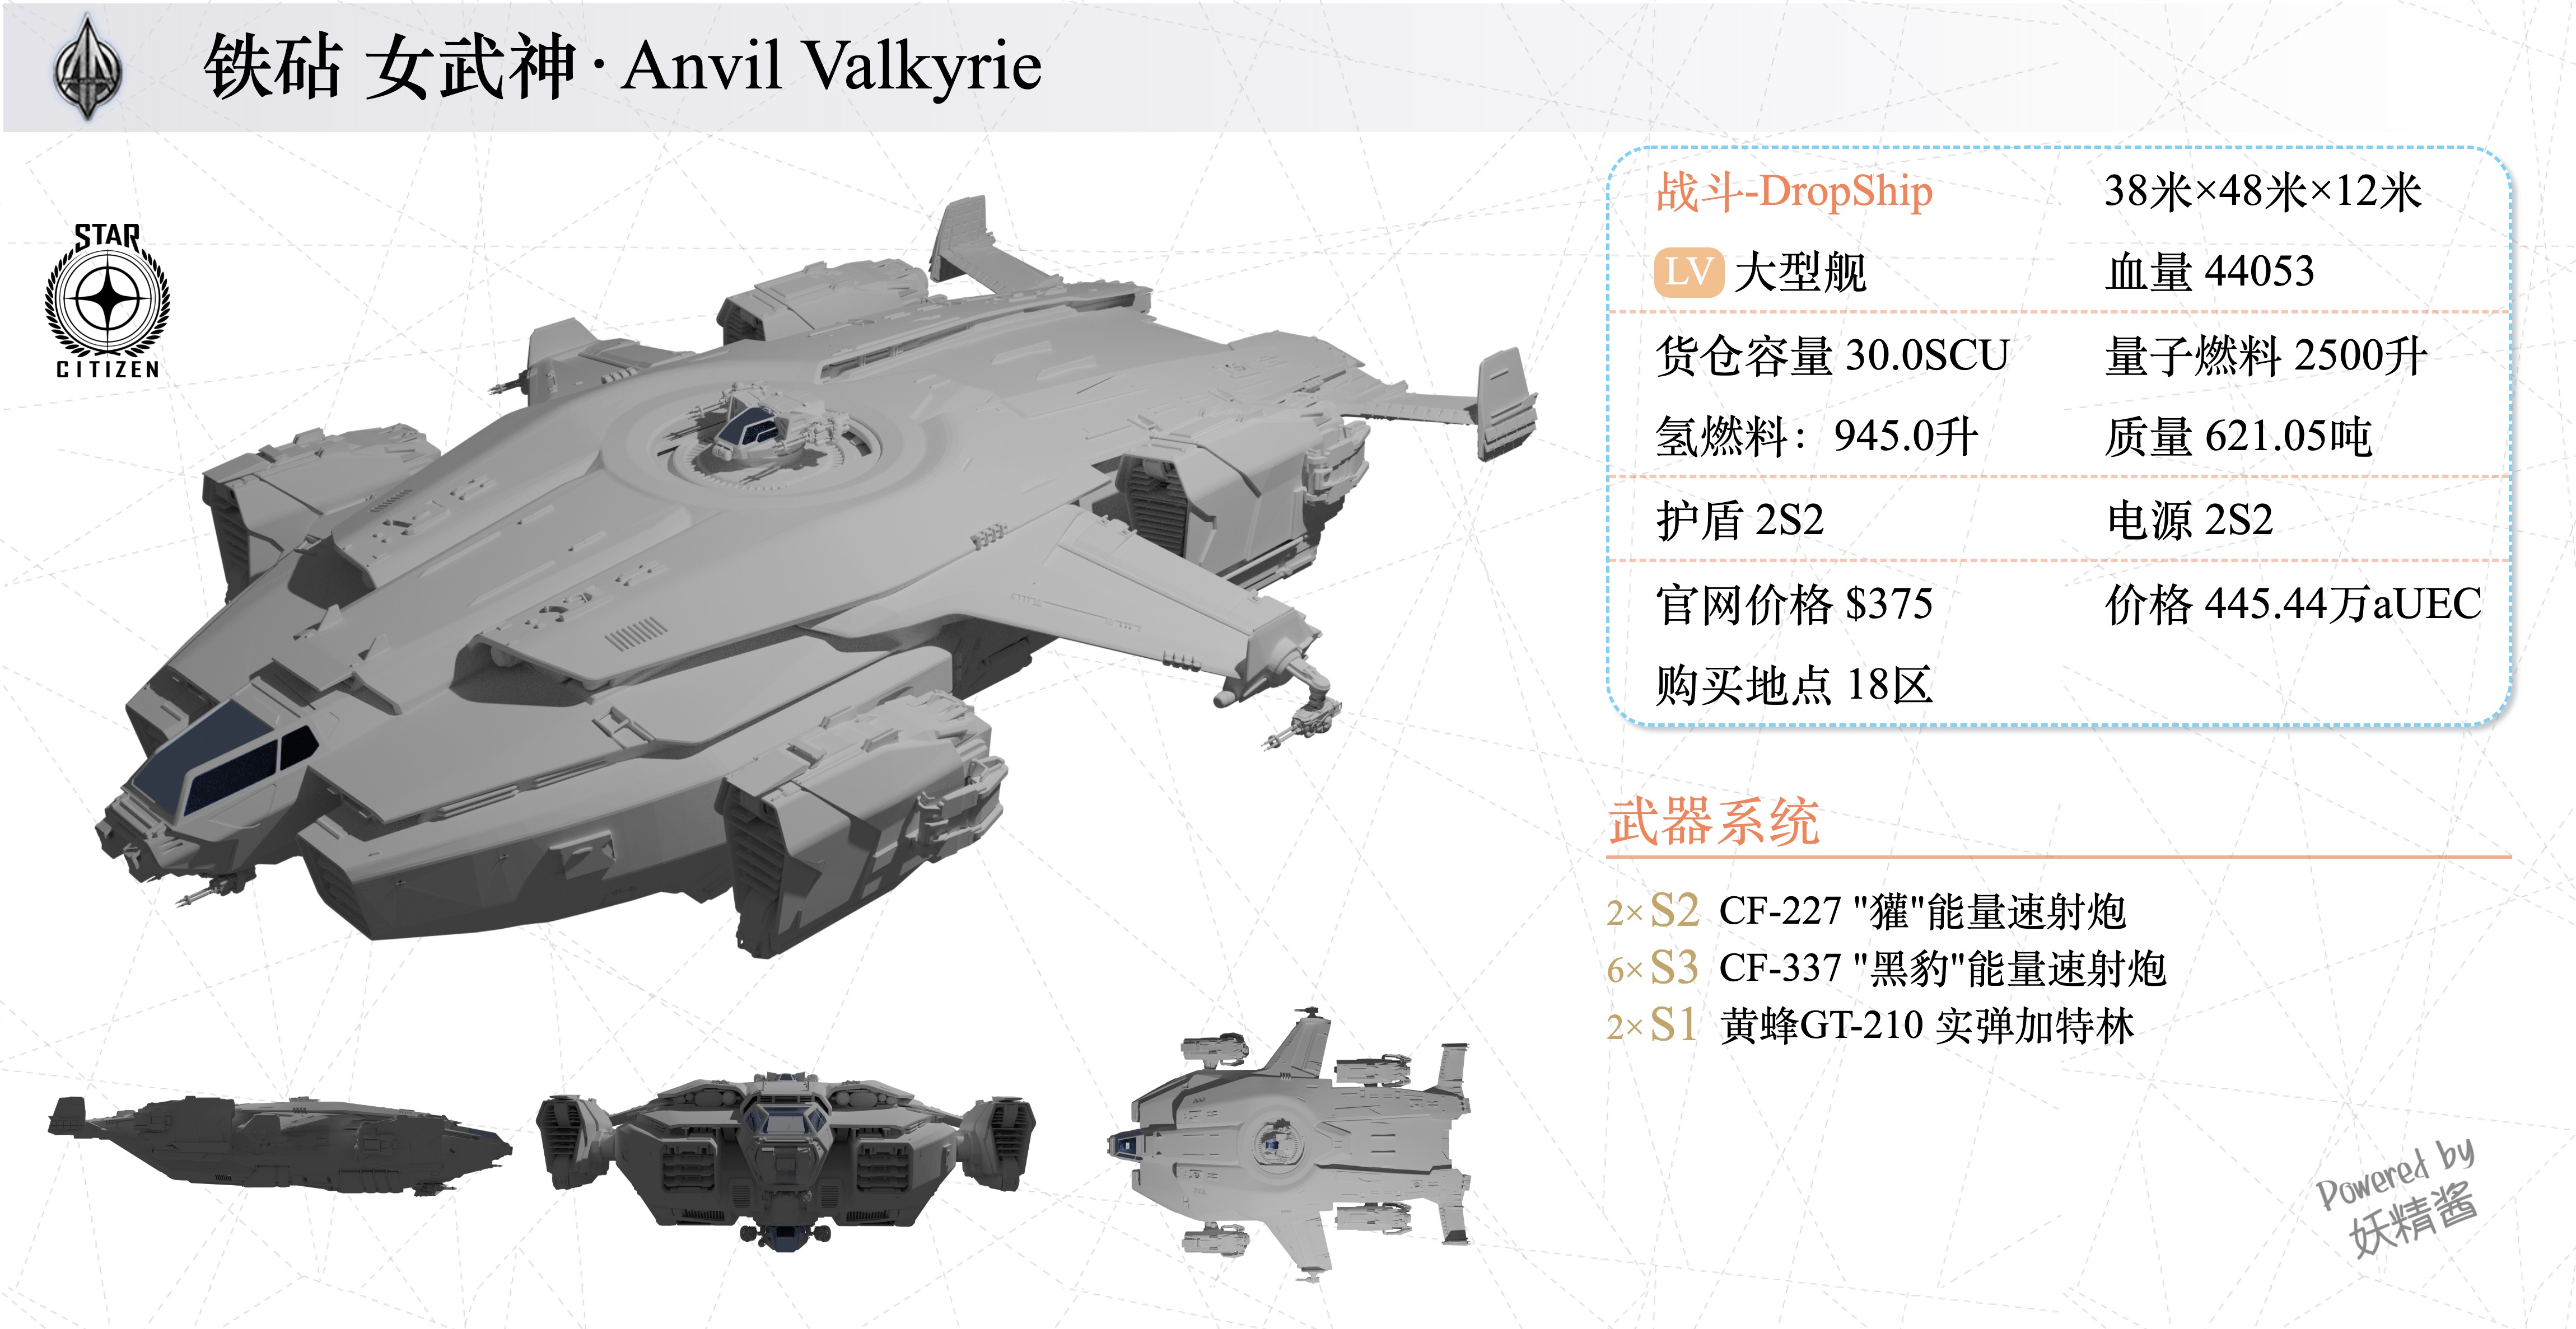 铁砧 女武神·Anvil Valkyrie
STAR
CITIZEN
战斗-DropShip 38米×48米×12米
LV 大型舰 血量 44053
货仓容量 30.0SCU 量子燃料 2500升
氢燃料：945.0升 质量 621.05吨
护盾 2S2 电源 2S2
官网价格 $375 价格 445.44万aUEC
购买地点 18区
武器系统
2× S2 CF-227 "獾"能量速射炮
6× S3 CF-337 "黑豹"能量速射炮
2× S1 黄蜂GT-210 实弹加特林
Powered by
妖精酱